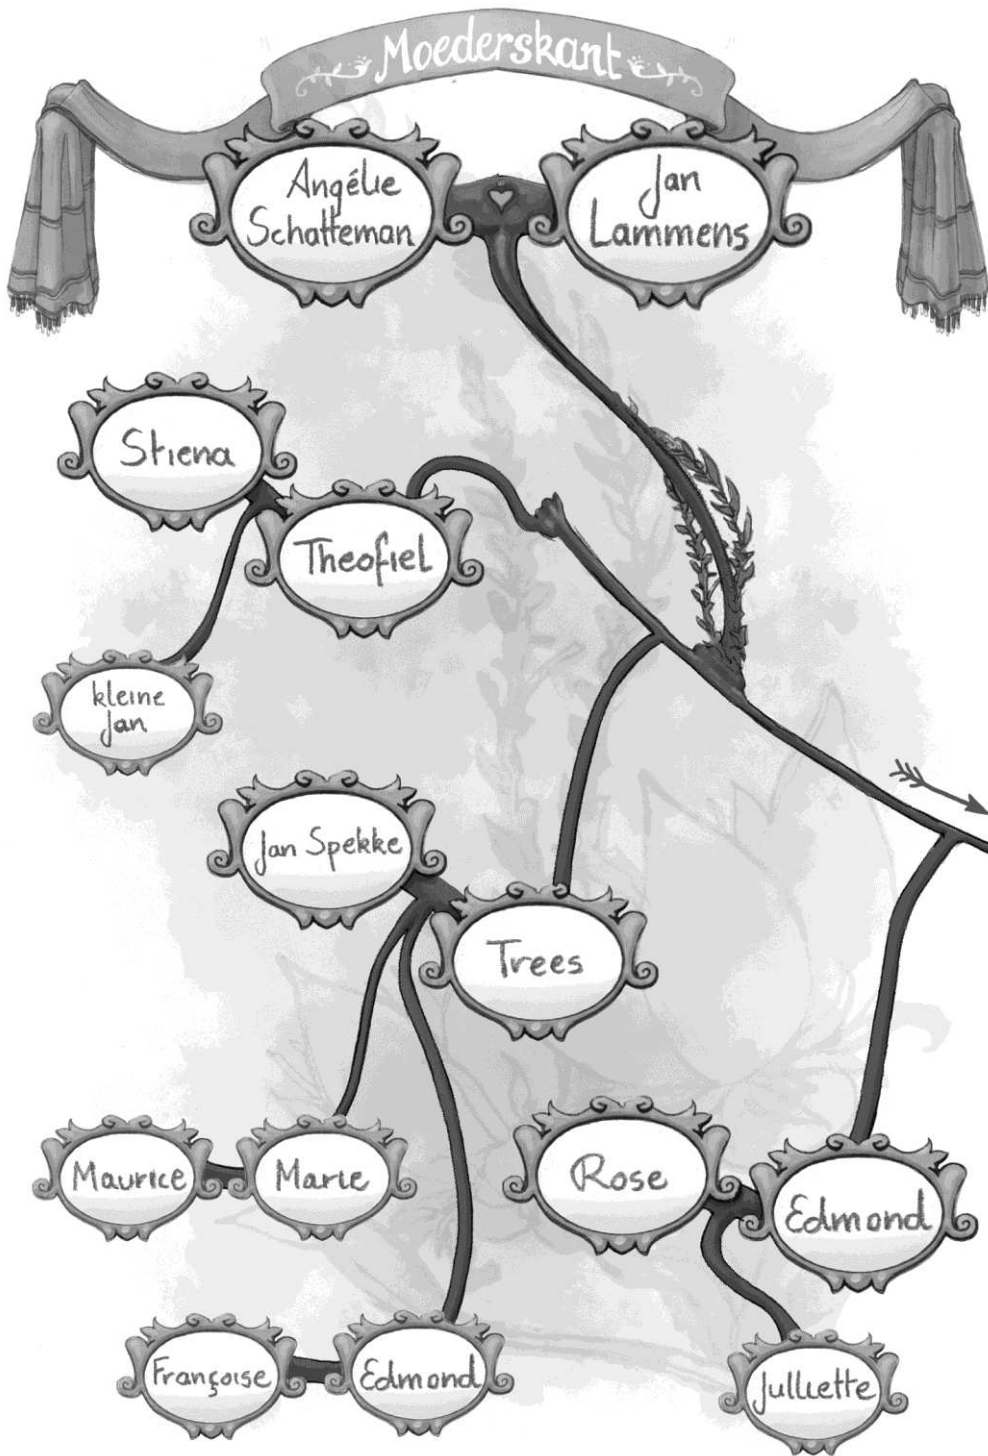 Moederskant
Angélie
Schatteman
Jan
Lammens
Stiena
Theofiel
kleine
Jan
Jan Spekke
Trees
Maurice
Marie
Rose
Edmond
Françoise
Edmond
Julliette